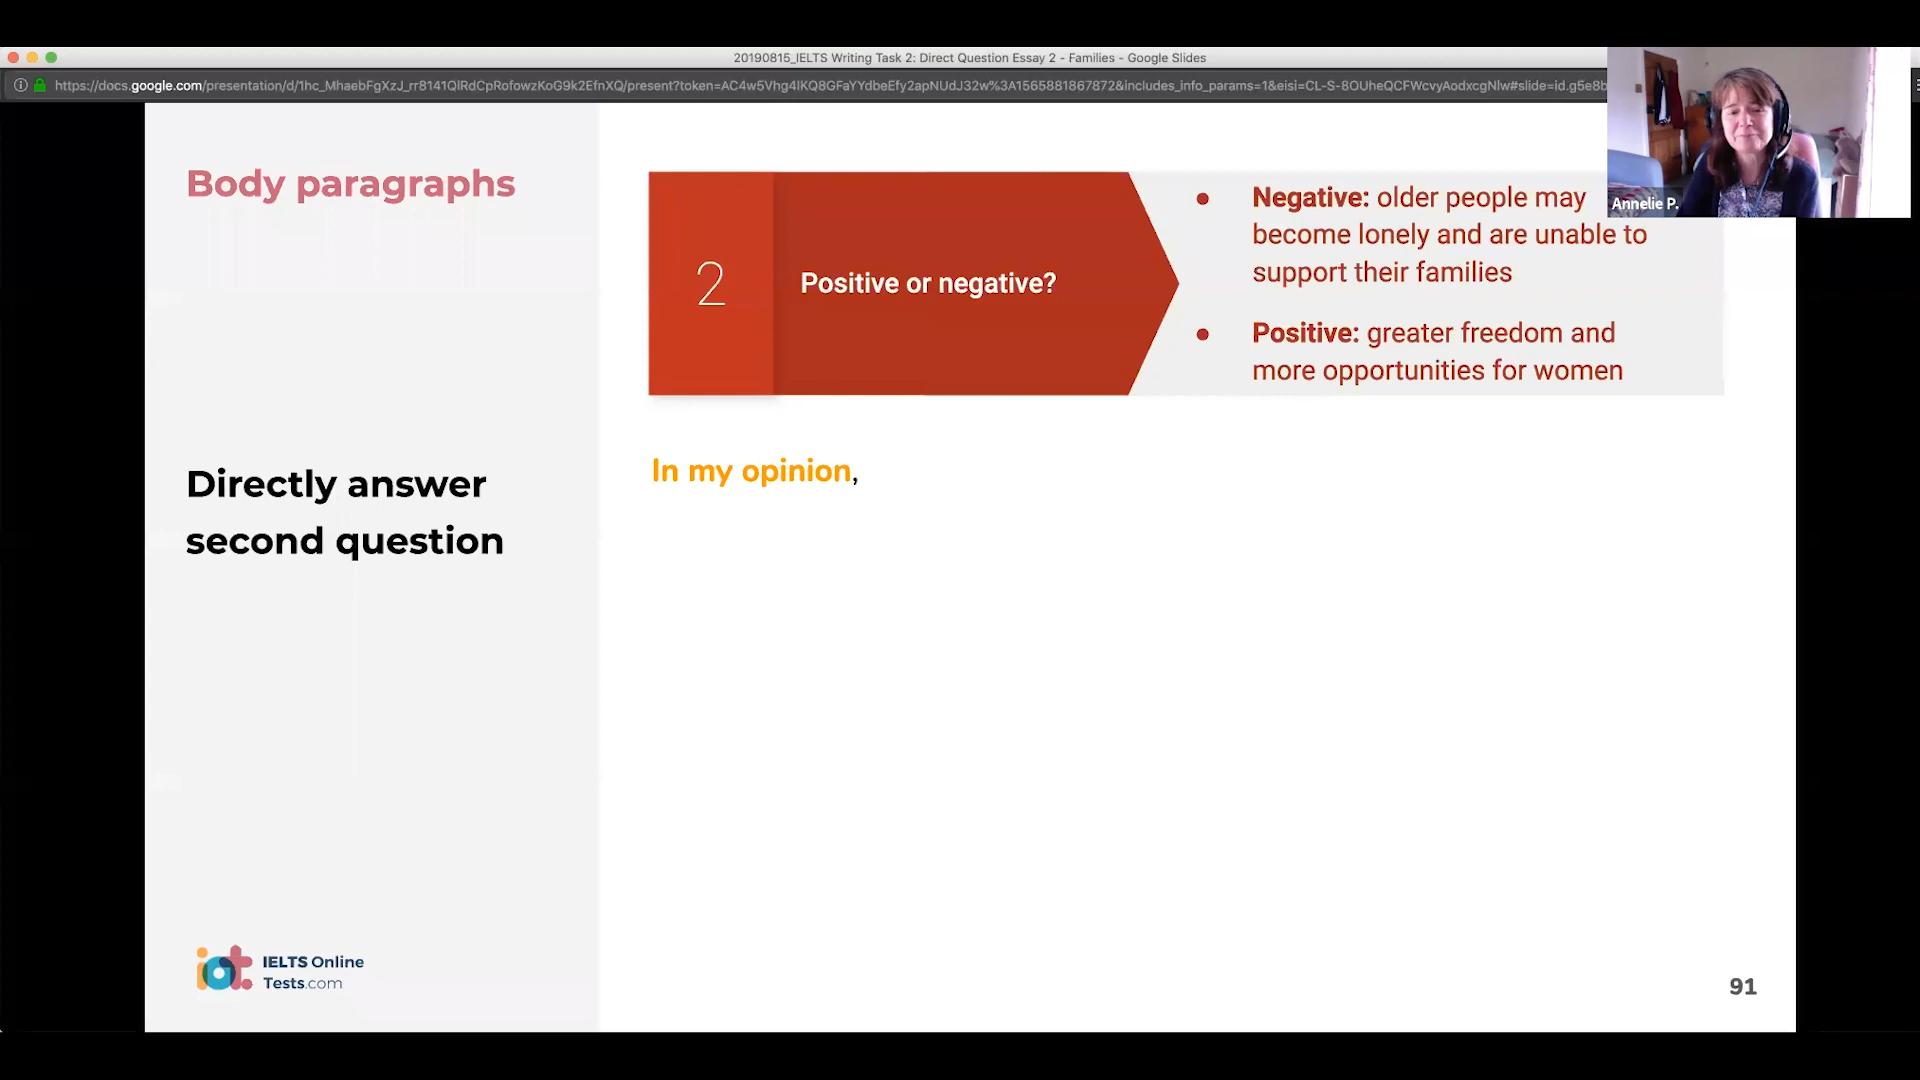 20190815_IELTS Writing Task 2: Direct Question Essay 2 - Families - Google Slides
https://docs.google.com/presentation/d/1hc_MhaebFgXzJ_rr8141QlRdCpRofowzKoG9k2EfnXQ/present?token=AC4w5Vhg4lKQ8GFaYYdbeEfy2apNUdJ32w%3A1565881867872&includes_info_params=1&eisi=CL-S-8OUheQCFWcvyAodxcgNlw#slide=id.g5e8b
Annelie P.
Body paragraphs
2
Positive or negative?
• Negative: older people may
become lonely and are unable to
support their families
• Positive: greater freedom and
more opportunities for women
Directly answer
second question
In my opinion,
iot
IELTS Online
Tests.com
91